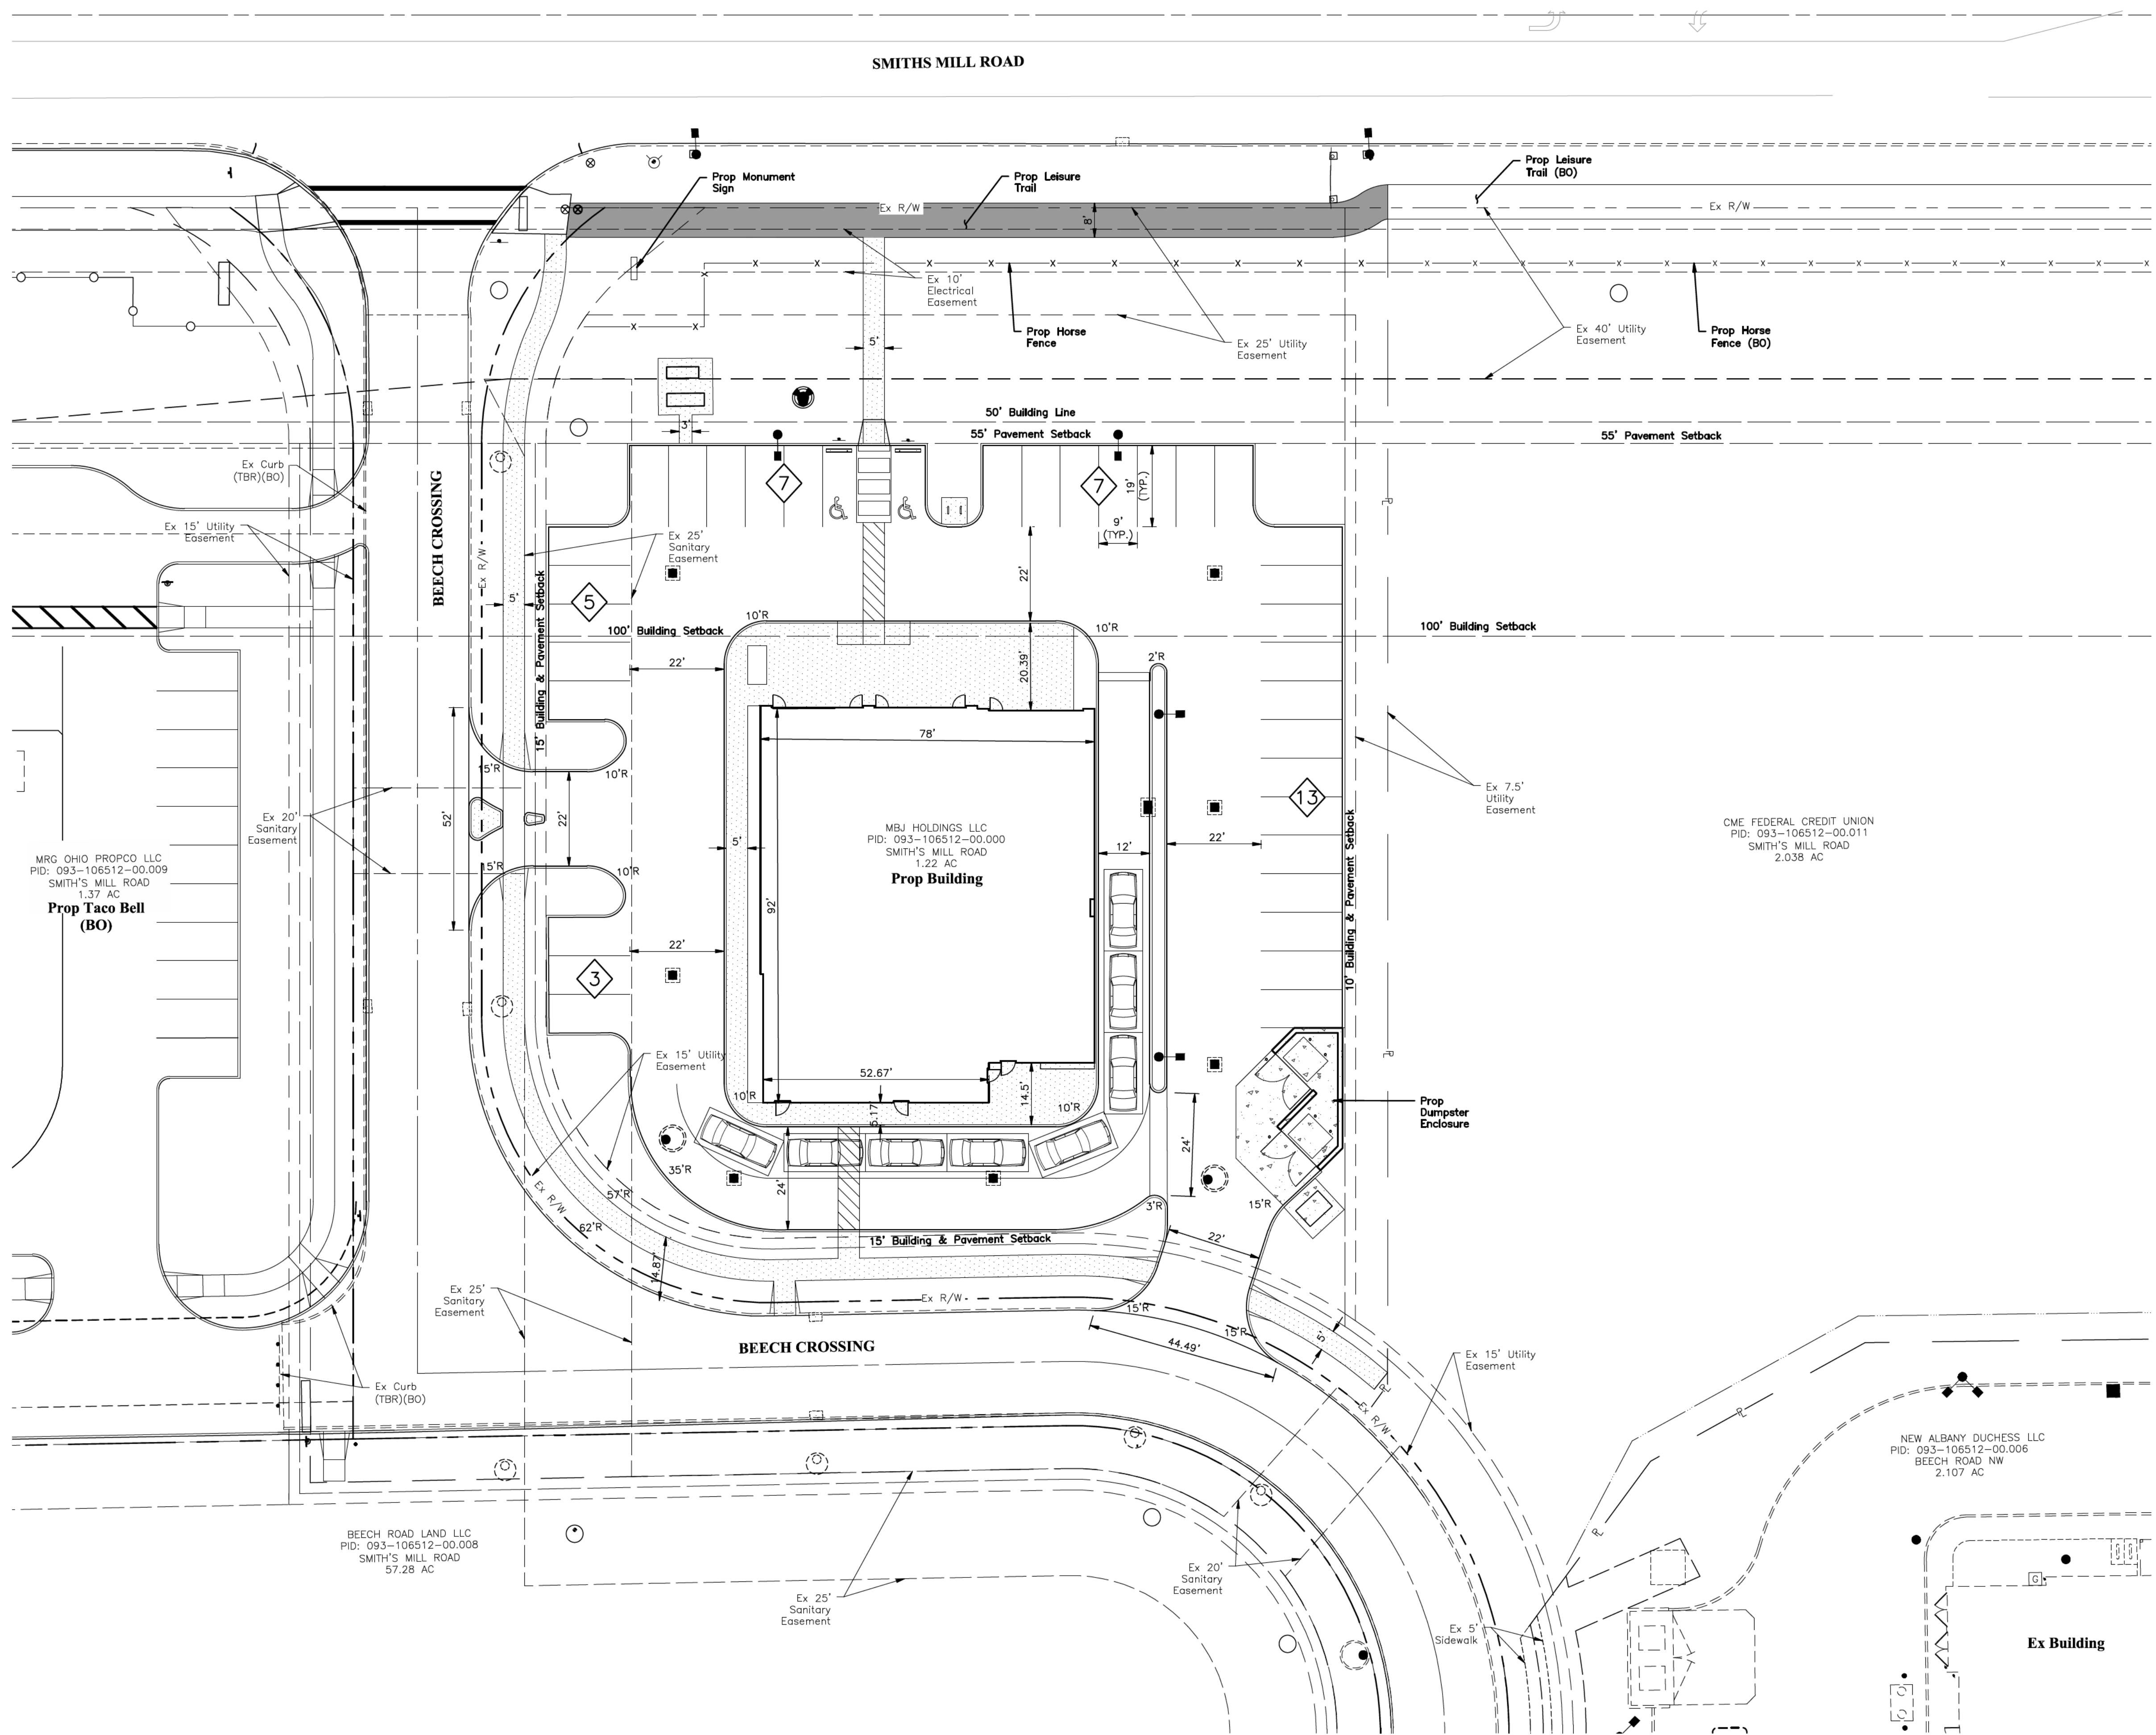 SMITHS MILL ROAD
Prop Monument
Sign
Prop Leisure
Trail
Prop Leisure
Trail (BO)
Ex R/W
Ex R/W
8'
Ex 10'
Electrical
Easement
Prop Horse
Fence
Ex 25' Utility
Easement
Ex 40' Utility
Easement
Prop Horse
Fence (BO)
5'
3'
50' Building Line
55' Pavement Setback
55' Pavement Setback
Ex Curb
(TBR)(BO)
BEECH CROSSING
7
7
19'
(TYP.)
9'
(TYP.)
Ex 15' Utility
Easement
Ex R/W
Ex 25'
Sanitary
Easement
22'
5'
5
15' Building & Pavement Setback
10'R
10'R
100' Building Setback
100' Building Setback
22'
20.39'
2'R
78'
15'R
10'R
52'
22'
Ex 20'
Sanitary
Easement
13
Ex 7.5'
Utility
Easement
MBJ HOLDINGS LLC
PID: 093-106512-00.000
SMITH'S MILL ROAD
1.22 AC
Prop Building
5'
12'
22'
10' Building & Pavement Setback
CME FEDERAL CREDIT UNION
PID: 093-106512-00.011
SMITH'S MILL ROAD
2.038 AC
MRG OHIO PROPCO LLC
PID: 093-106512-00.009
SMITH'S MILL ROAD
1.37 AC
Prop Taco Bell
(BO)
15'R
10'R
92'
22'
3
Ex 15' Utility
Easement
52.67'
10'R
5.17'
14.5'
10'R
Prop
Dumpster
Enclosure
24'
35'R
24'
57'R
Ex R/W
62'R
3'R
15'R
15' Building & Pavement Setback
22'
14.87'
Ex 25'
Sanitary
Easement
Ex R/W
15'R
15'R
5'
BEECH CROSSING
44.49'
Ex 15' Utility
Easement
Ex Curb
(TBR)(BO)
Ex R/W
NEW ALBANY DUCHESS LLC
PID: 093-106512-00.006
BEECH ROAD NW
2.107 AC
BEECH ROAD LAND LLC
PID: 093-106512-00.008
SMITH'S MILL ROAD
57.28 AC
Ex 20'
Sanitary
Easement
Ex 25'
Sanitary
Easement
G
Ex 5'
Sidewalk
Ex Building